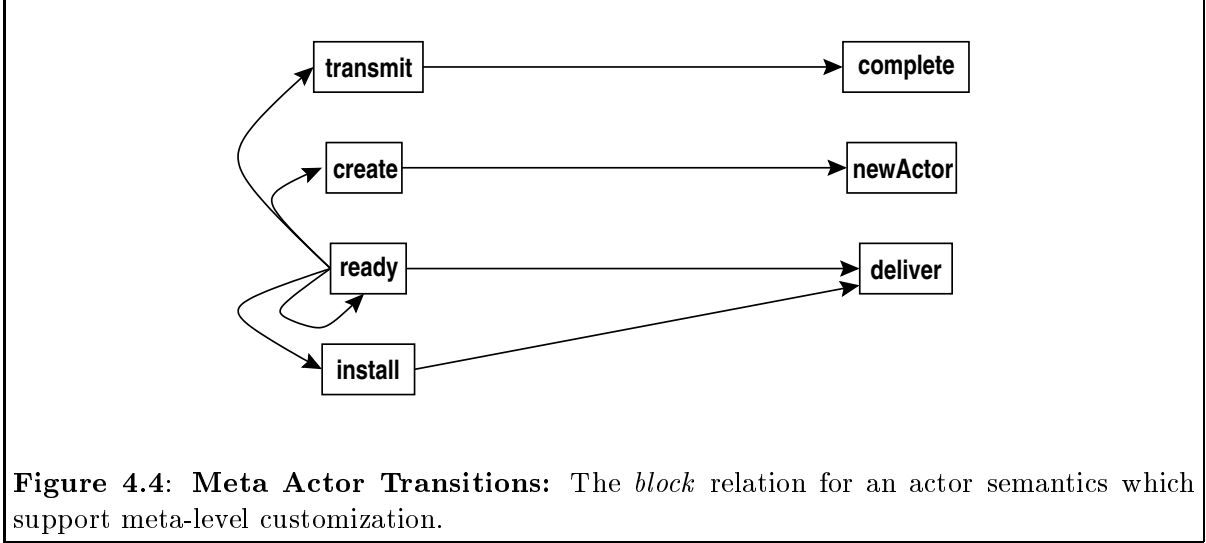 transmit
complete
create
newActor
ready
deliver
install
Figure 4.4: Meta Actor Transitions: The block relation for an actor semantics which
support meta-level customization.